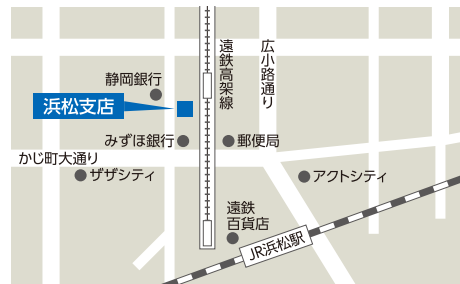 静岡銀行
浜松支店
遠鉄高架線
広小路通り
みずほ銀行
郵便局
かじ町大通り
ザザシティ
アクトシティ
遠鉄
百貨店
JR浜松駅